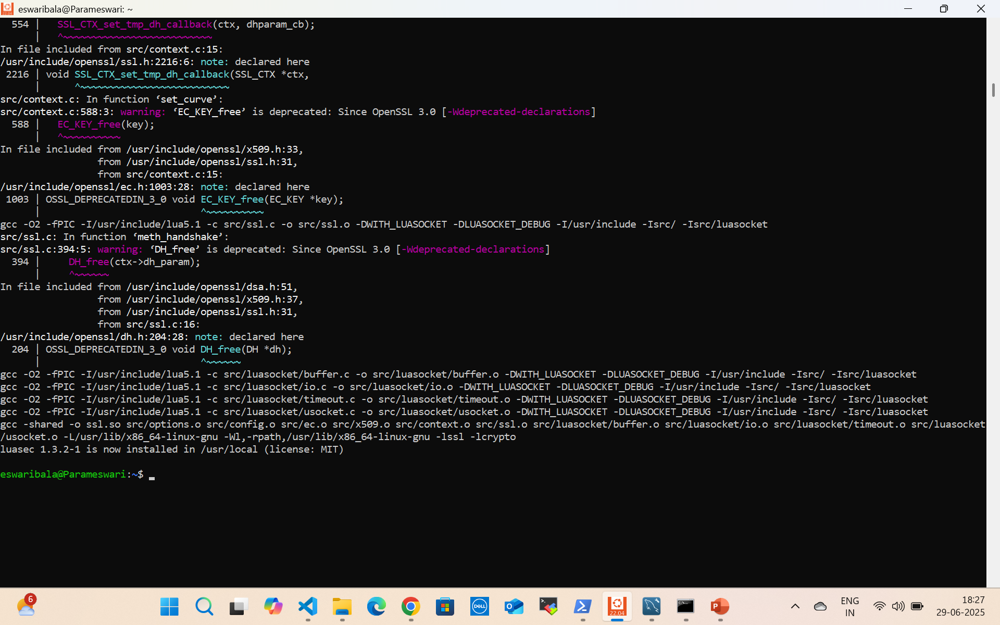 eswaribala@Parameswari: ~
554 |   SSL_CTX_set_tmp_dh_callback(ctx, dhparam_cb);
|   ^~~~~~~~~~~~~~~~~~~~~~~~~~~
In file included from src/context.c:15:
/usr/include/openssl/ssl.h:2216:6: note: declared here
2216 | void SSL_CTX_set_tmp_dh_callback(SSL_CTX *ctx,
|      ^~~~~~~~~~~~~~~~~~~~~~~~~~~
src/context.c: In function ‘set_curve’:
src/context.c:588:3: warning: ‘EC_KEY_free’ is deprecated: Since OpenSSL 3.0 [-Wdeprecated-declarations]
588 |   EC_KEY_free(key);
|   ^~~~~~~~~~~
In file included from /usr/include/openssl/x509.h:33,
from /usr/include/openssl/ssl.h:31,
from src/context.c:15:
/usr/include/openssl/ec.h:1003:28: note: declared here
1003 | OSSL_DEPRECATEDIN_3_0 void EC_KEY_free(EC_KEY *key);
|                            ^~~~~~~~~~~
gcc -O2 -fPIC -I/usr/include/lua5.1 -c src/ssl.c -o src/ssl.o -DWITH_LUASOCKET -DLUASOCKET_DEBUG -I/usr/include -Isrc/ -Isrc/luasocket
src/ssl.c: In function ‘meth_handshake’:
src/ssl.c:394:5: warning: ‘DH_free’ is deprecated: Since OpenSSL 3.0 [-Wdeprecated-declarations]
394 |     DH_free(ctx->dh_param);
|     ^~~~~~~
In file included from /usr/include/openssl/dsa.h:51,
from /usr/include/openssl/x509.h:37,
from /usr/include/openssl/ssl.h:31,
from src/ssl.c:16:
/usr/include/openssl/dh.h:204:28: note: declared here
204 | OSSL_DEPRECATEDIN_3_0 void DH_free(DH *dh);
|                            ^~~~~~~
gcc -O2 -fPIC -I/usr/include/lua5.1 -c src/luasocket/buffer.c -o src/luasocket/buffer.o -DWITH_LUASOCKET -DLUASOCKET_DEBUG -I/usr/include -Isrc/ -Isrc/luasocket
gcc -O2 -fPIC -I/usr/include/lua5.1 -c src/luasocket/io.c -o src/luasocket/io.o -DWITH_LUASOCKET -DLUASOCKET_DEBUG -I/usr/include -Isrc/ -Isrc/luasocket
gcc -O2 -fPIC -I/usr/include/lua5.1 -c src/luasocket/timeout.c -o src/luasocket/timeout.o -DWITH_LUASOCKET -DLUASOCKET_DEBUG -I/usr/include -Isrc/ -Isrc/luasocket
gcc -O2 -fPIC -I/usr/include/lua5.1 -c src/luasocket/usocket.c -o src/luasocket/usocket.o -DWITH_LUASOCKET -DLUASOCKET_DEBUG -I/usr/include -Isrc/ -Isrc/luasocket
gcc -shared -o ssl.so src/options.o src/config.o src/ec.o src/x509.o src/context.o src/ssl.o src/luasocket/buffer.o src/luasocket/io.o src/luasocket/timeout.o src/luasocket
/usocket.o -L/usr/lib/x86_64-linux-gnu -Wl,-rpath,/usr/lib/x86_64-linux-gnu -lssl -lcrypto
luasec 1.3.2-1 is now installed in /usr/local (license: MIT)
eswaribala@Parameswari:~$
6
DELL
22.04
ENG
IN
18:27
29-06-2025